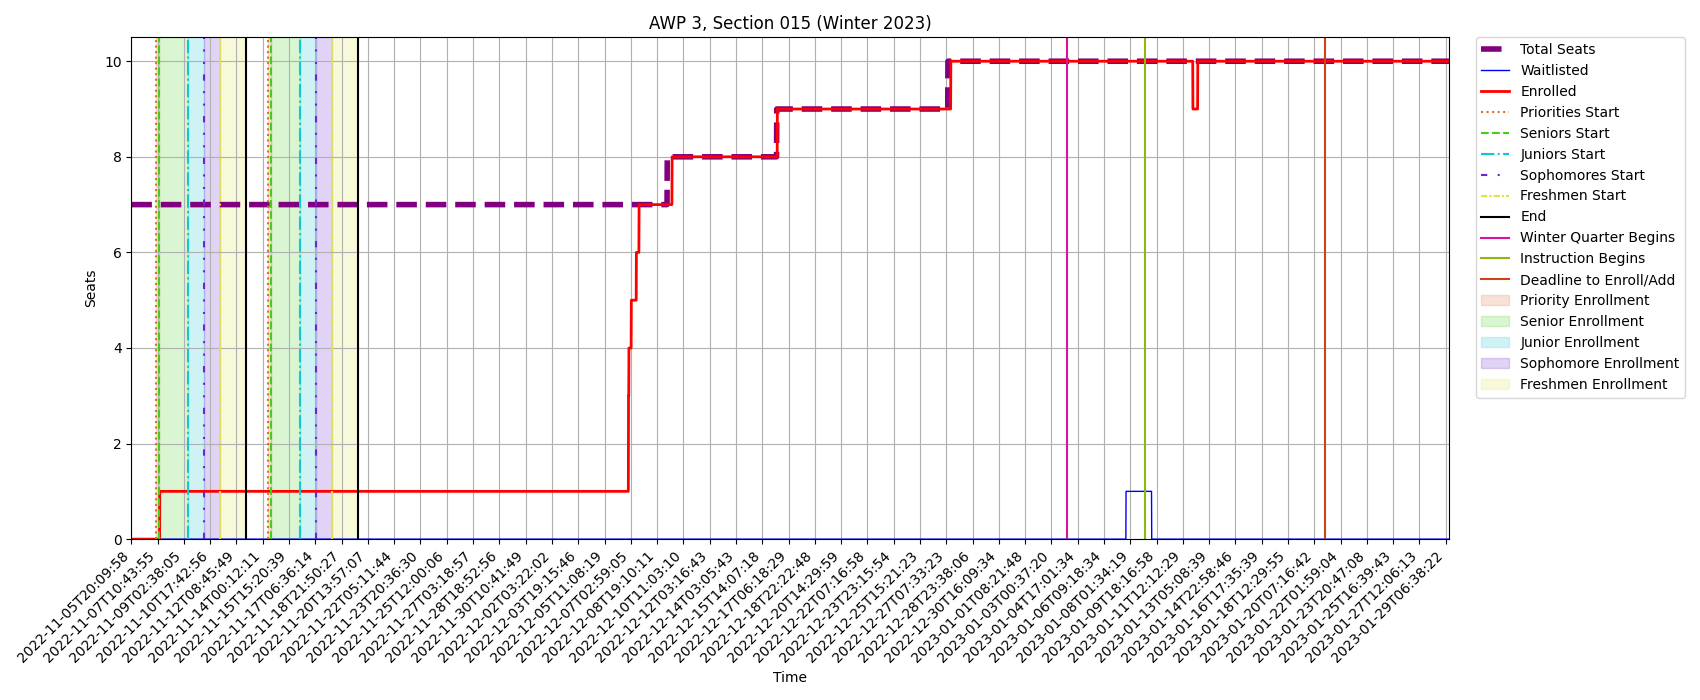 AWP 3, Section 015 (Winter 2023)
Seats
10
8
6
4
2
0
2022-11-05T20:09:58
2022-11-07T10:43:55
2022-11-09T02:38:05
2022-11-10T17:42:56
2022-11-12T08:45:49
2022-11-14T00:12:11
2022-11-15T15:20:39
2022-11-17T06:36:14
2022-11-18T21:50:27
2022-11-20T13:57:07
2022-11-22T05:11:44
2022-11-23T20:36:30
2022-11-25T12:00:06
2022-11-27T03:18:57
2022-11-28T18:52:56
2022-11-30T10:41:49
2022-12-02T03:22:02
2022-12-03T19:15:46
2022-12-05T11:08:19
2022-12-07T02:59:05
2022-12-08T19:10:11
2022-12-10T11:03:10
2022-12-12T03:16:43
2022-12-14T03:05:43
2022-12-15T14:07:18
2022-12-17T06:18:29
2022-12-18T22:22:48
2022-12-20T14:29:59
2022-12-22T07:16:58
2022-12-23T23:15:54
2022-12-25T15:21:23
2022-12-27T07:33:23
2022-12-28T23:38:06
2022-12-30T16:09:34
2023-01-01T08:21:48
2023-01-03T00:37:20
2023-01-04T17:01:34
2023-01-06T09:18:34
2023-01-08T01:34:19
2023-01-09T18:16:58
2023-01-11T12:12:29
2023-01-13T05:08:39
2023-01-14T22:58:46
2023-01-16T17:35:39
2023-01-18T12:29:55
2023-01-20T07:16:42
2023-01-22T01:59:04
2023-01-23T20:47:08
2023-01-25T16:39:43
2023-01-27T12:06:13
2023-01-29T06:38:22
Time
Total Seats
Waitlisted
Enrolled
Priorities Start
Seniors Start
Juniors Start
Sophomores Start
Freshmen Start
End
Winter Quarter Begins
Instruction Begins
Deadline to Enroll/Add
Priority Enrollment
Senior Enrollment
Junior Enrollment
Sophomore Enrollment
Freshmen Enrollment